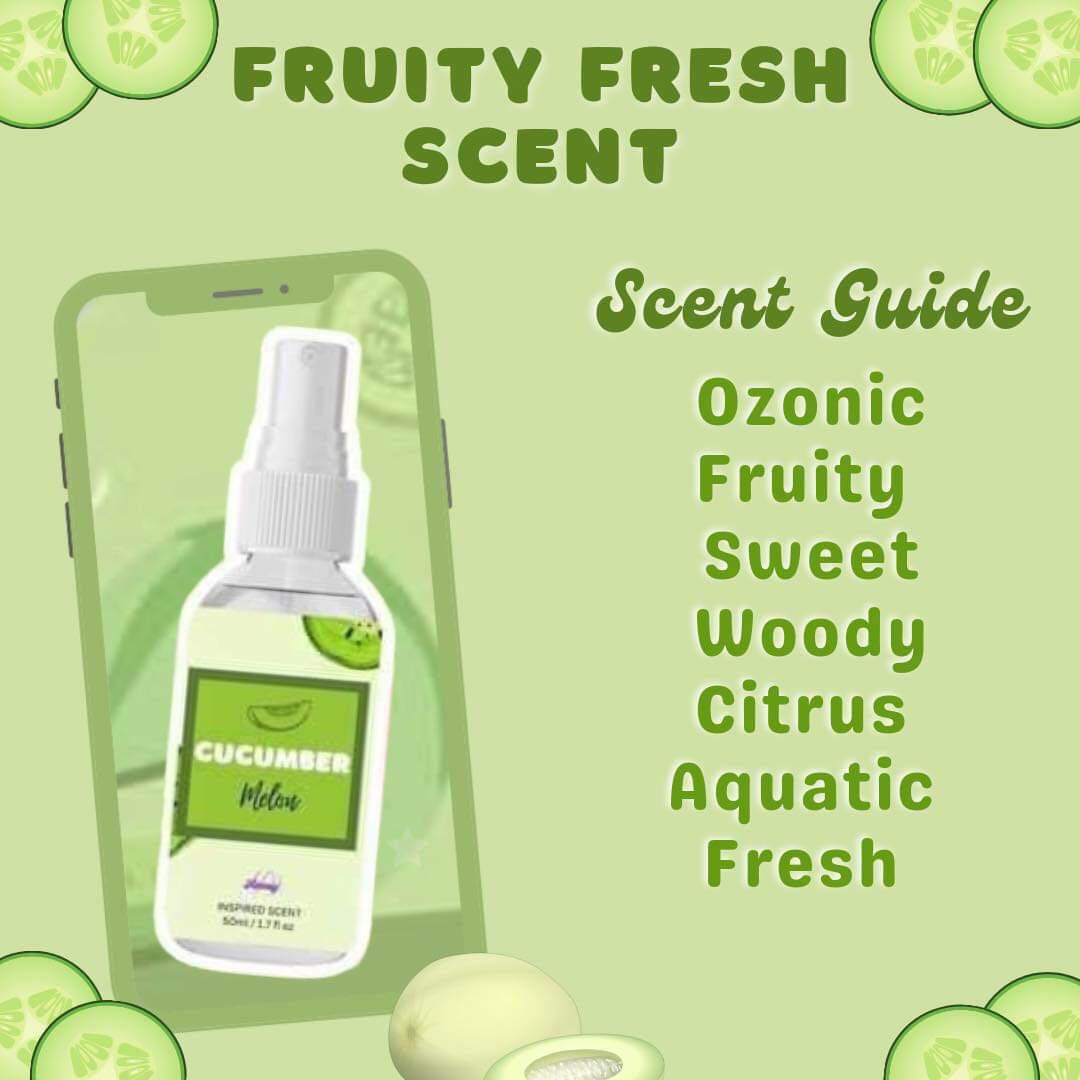 FRUITY FRESH
SCENT
Scent Guide
Ozonic
Fruity
Sweet
Woody
Citrus
Aquatic
Fresh
CUCUMBER
Melon
INSPIRED SCENT
50ml / 1.7 fl oz